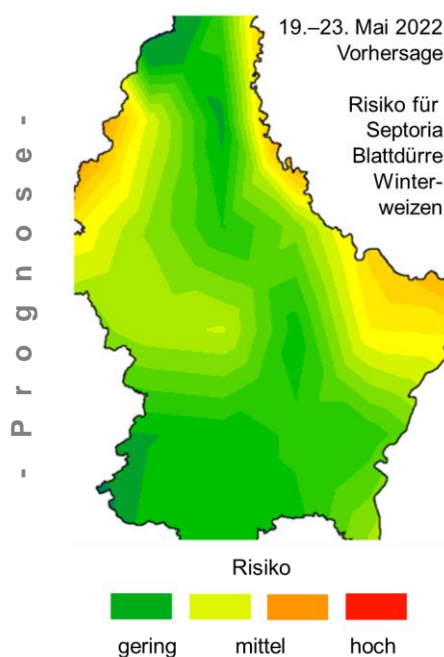 19.–23. Mai 2022
Vorhersage
Risiko für
Septoria
Blattdürre
Winter-
weizen
- Prognose -
Risiko
gering mittel hoch